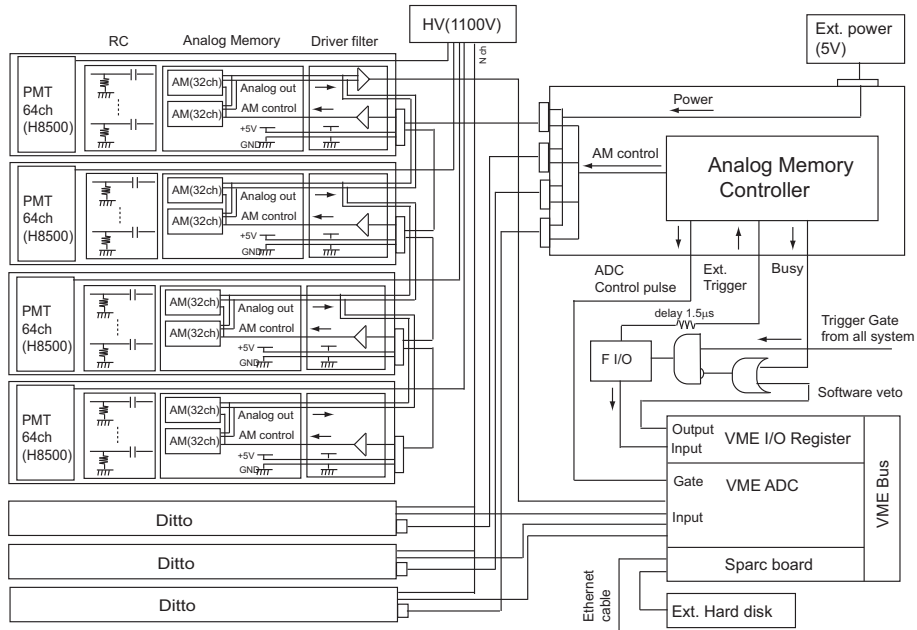 HV(1100V)
Ext. power
(5V)
RC
Analog Memory
Driver filter
N-ch
PMT
64ch
(H8500)
AM(32ch)
AM(32ch)
Analog out
AM control
+5V
GND
PMT
64ch
(H8500)
AM(32ch)
AM(32ch)
Analog out
AM control
+5V
GND
PMT
64ch
(H8500)
AM(32ch)
AM(32ch)
Analog out
AM control
+5V
GND
PMT
64ch
(H8500)
AM(32ch)
AM(32ch)
Analog out
AM control
+5V
GND
Ditto
Ditto
Ditto
Power
AM control
Analog Memory
Controller
ADC
Control pulse
Ext.
Trigger
Busy
delay 1.5μs
Trigger Gate
from all system
F I/O
Software veto
Output
Input
VME I/O Register
Gate
VME ADC
Input
VME Bus
Sparc board
Ethernet
cable
Ext. Hard disk